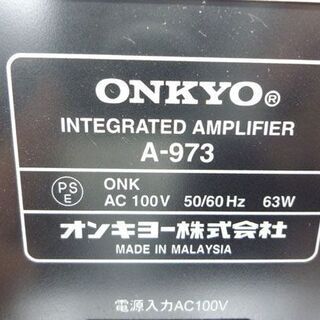 ONKYO®
INTEGRATED AMPLIFIER
A-973
PS
E
ONK
AC 100V 50/60Hz 63W
オンキヨー株式会社
MADE IN MALAYSIA
電源入力AC100V